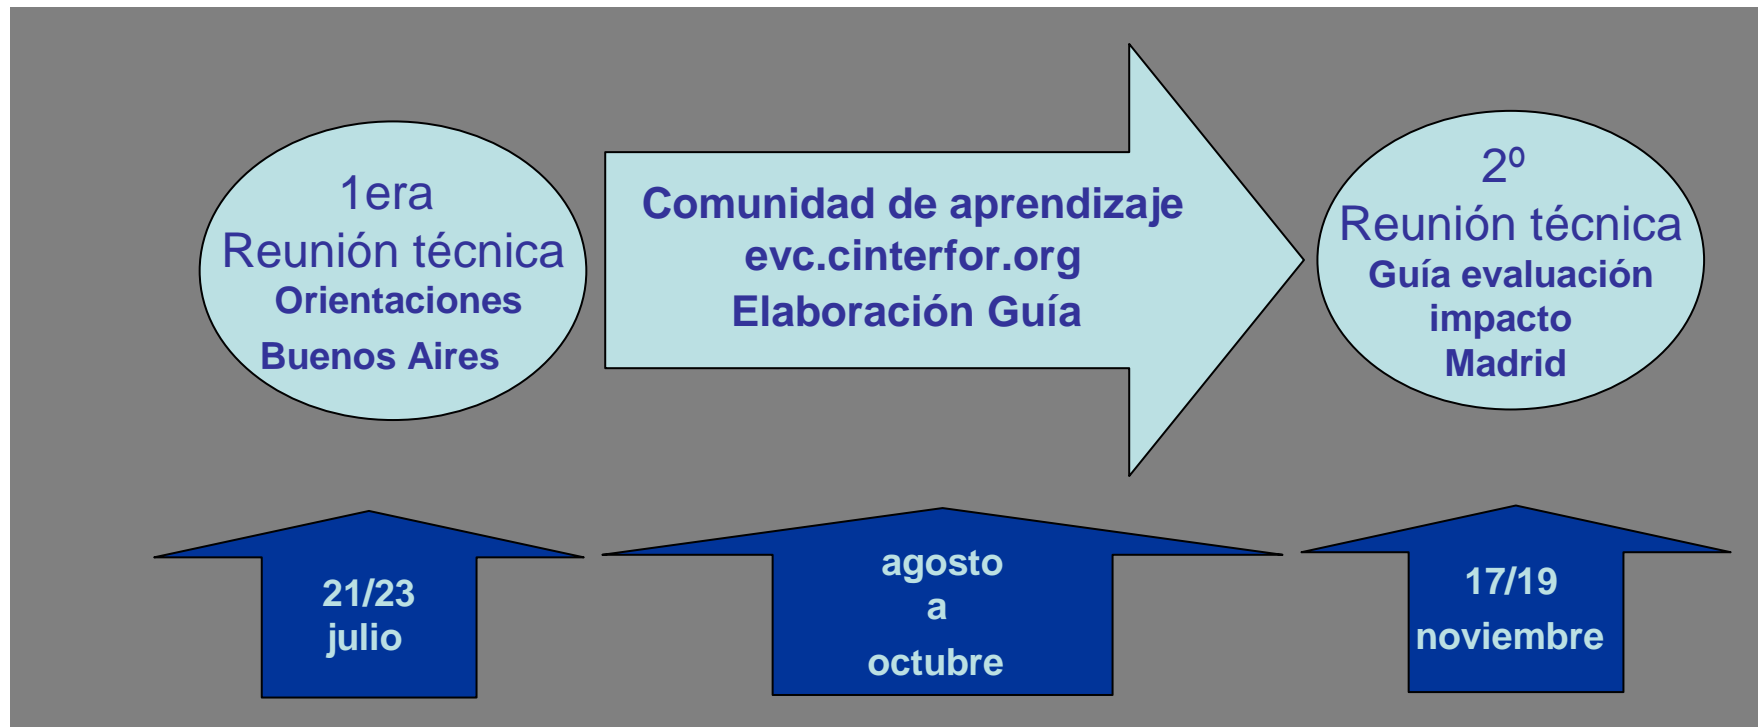 1era
Reunión técnica
Orientaciones
Buenos Aires
Comunidad de aprendizaje
evc.cinterfor.org
Elaboración Guía
2º
Reunión técnica
Guía evaluación
impacto
Madrid
21/23
julio
agosto
a
octubre
17/19
noviembre